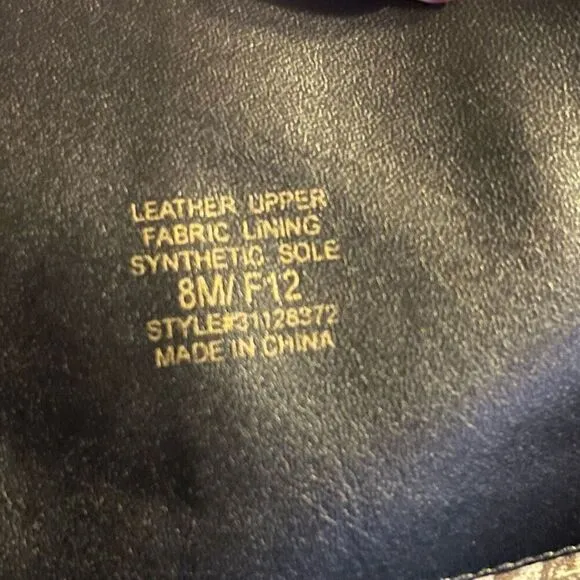 LEATHER UPPER
FABRIC LINING
SYNTHETIC SOLE
8M/ F12
STYLE#31128372
MADE IN CHINA